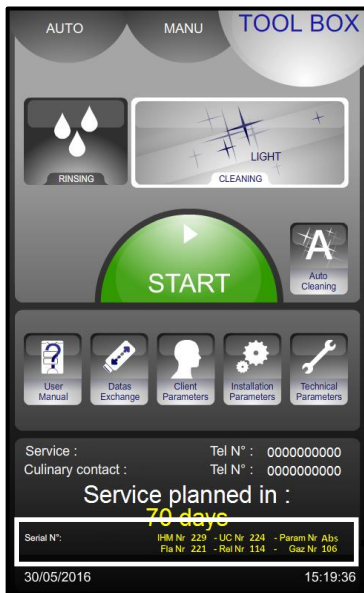 AUTO MANU TOOL BOX
LIGHT
RINSING CLEANING
START
A
Auto
Cleaning
?
User
Manual
Datas
Exchange
Client
Parameters
Installation
Parameters
Technical
Parameters
Service : Tel N° : 0000000000
Culinary contact : Tel N° : 0000000000
Service planned in :
70 days
Serial N°: IHM Nr 229 - UC Nr 224 - Param Nr Abs
Fla Nr 221 - Rel Nr 114 - Gaz Nr 106
30/05/2016 15:19:36